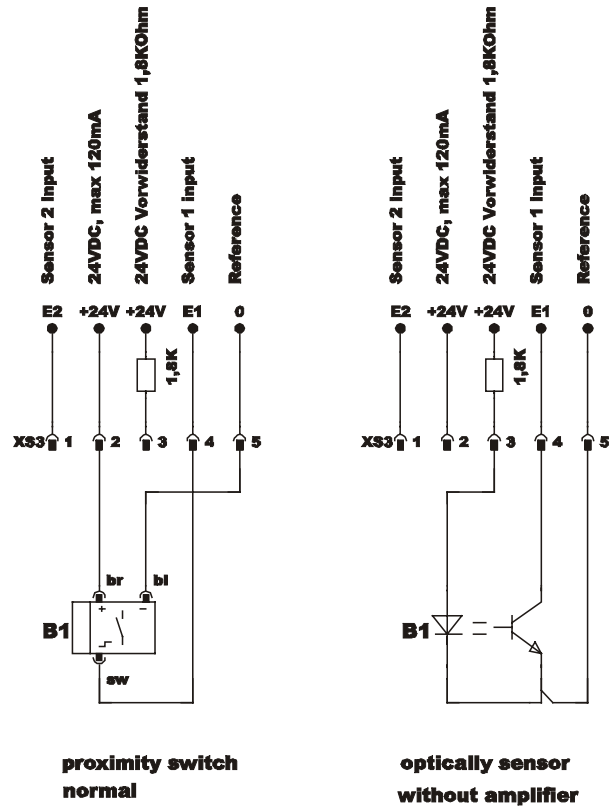 Sensor 2 Input
24VDC, max 120mA
24VDC Vorwiderstand 1,8KOhm
Sensor 1 input
Reference
E2 +24V +24V E1 0
1,8K
XS3 1 2 3 4 5
br bl
+ −
B1
sw
proximity switch
normal
Sensor 2 Input
24VDC, max 120mA
24VDC Vorwiderstand 1,8KOhm
Sensor 1 Input
Reference
E2 +24V +24V E1 0
1,8K
XS3 1 2 3 4 5
B1
optically sensor
without amplifier